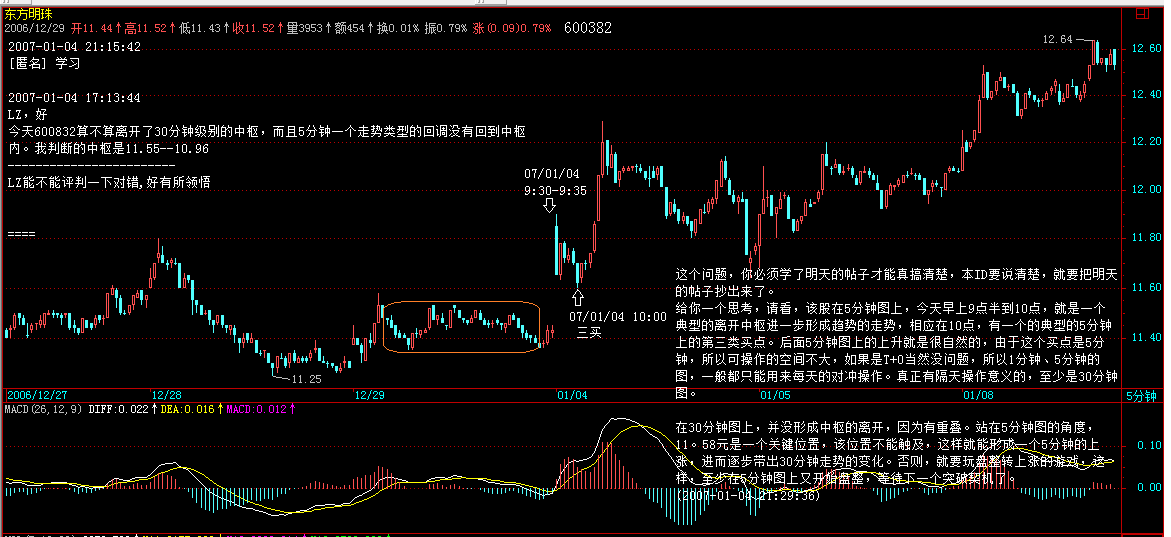 东方明珠
2006/12/29 开11.44↑高11.52↑低11.43↑收11.52↑量3953↑额454↑换0.01% 振0.79% 涨(0.09)0.79% 600382
2007-01-04 21:15:42
[匿名] 学习
2007-01-04 17:13:44
LZ，好
今天600832算不算离开了30分钟级别的中枢，而且5分钟一个走势类型的回调没有回到中枢
内。我判断的中枢是11.55--10.96
------------------------
LZ能不能评判一下对错,好有所领悟
====
07/01/04
9:30-9:35
07/01/04 10:00
三买
11.25
12.64
12.60
12.40
12.20
12.00
11.80
11.60
11.40
这个问题，你必须学了明天的帖子才能真搞清楚，本ID要说清楚，就要把明天
的帖子抄出来了。
给你一个思考，请看，该股在5分钟图上，今天早上9点半到10点，就是一个
典型的离开中枢进一步形成趋势的走势，相应在10点，有一个的典型的5分钟
上的第三类买点。后面5分钟图上的上升就是很自然的，由于这个买点是5分
钟，所以可操作的空间不大，如果是T+0当然没问题，所以1分钟、5分钟的
图，一般都只能用来每天的对冲操作。真正有隔天操作意义的，至少是30分钟
图。
2006/12/27 12/28 12/29 01/04 01/05 01/08 5分钟
MACD(26,12,9) DIFF:0.022↑DEA:0.016↑MACD:0.012↑
在30分钟图上，并没形成中枢的离开，因为有重叠。站在5分钟图的角度，
11。58元是一个关键位置，该位置不能触及，这样就能形成一个5分钟的上
涨，进而逐步带出30分钟走势的变化。否则，就要玩盘整转上涨的游戏，这
样，至少在5分钟图上又开始盘整，等待下一个突破契机了。
(2007-01-04 21:29:36)
0.10
0.00